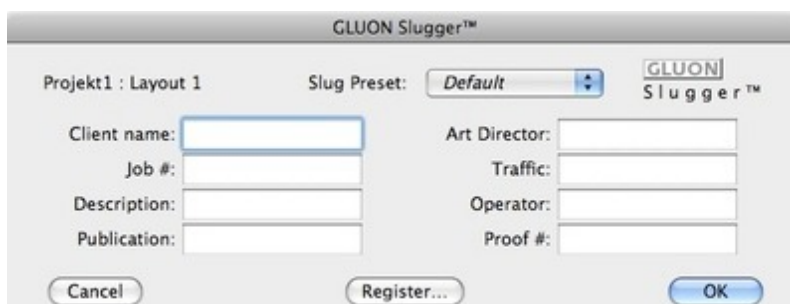 GLUON Slugger™
Projekt1 : Layout 1
Slug Preset:
Default
GLUON
Slugger™
Client name:
Art Director:
Job #:
Traffic:
Description:
Operator:
Publication:
Proof #:
Cancel
Register...
OK